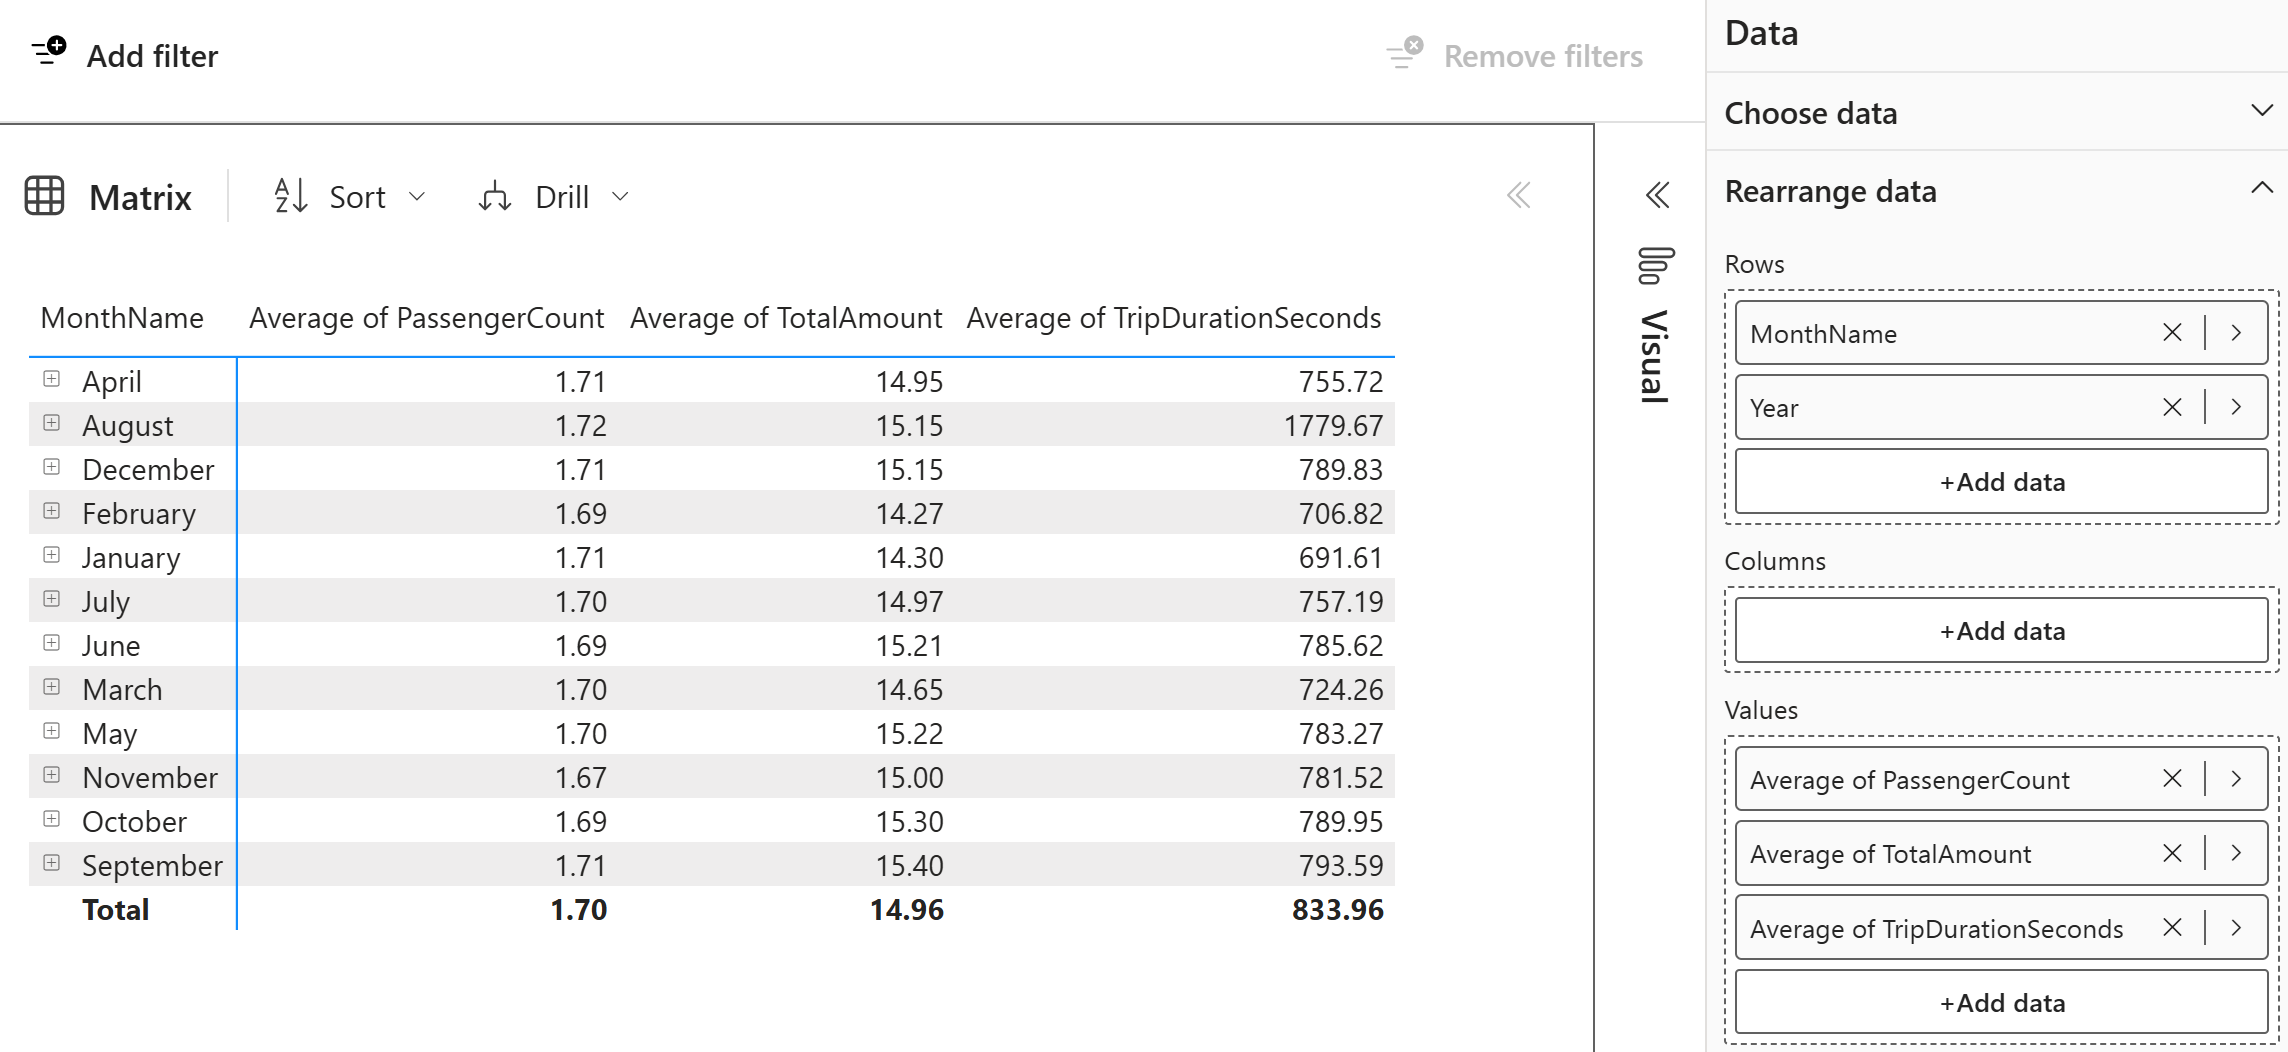 Add filter
Remove filters
Matrix
Sort
Drill
MonthName Average of PassengerCount Average of TotalAmount Average of TripDurationSeconds
April 1.71 14.95 755.72
August 1.72 15.15 1779.67
December 1.71 15.15 789.83
February 1.69 14.27 706.82
January 1.71 14.30 691.61
July 1.70 14.97 757.19
June 1.69 15.21 785.62
March 1.70 14.65 724.26
May 1.70 15.22 783.27
November 1.67 15.00 781.52
October 1.69 15.30 789.95
September 1.71 15.40 793.59
Total 1.70 14.96 833.96
Visual
Data
Choose data
Rearrange data
Rows
MonthName
Year
+Add data
Columns
+Add data
Values
Average of PassengerCount
Average of TotalAmount
Average of TripDurationSeconds
+Add data